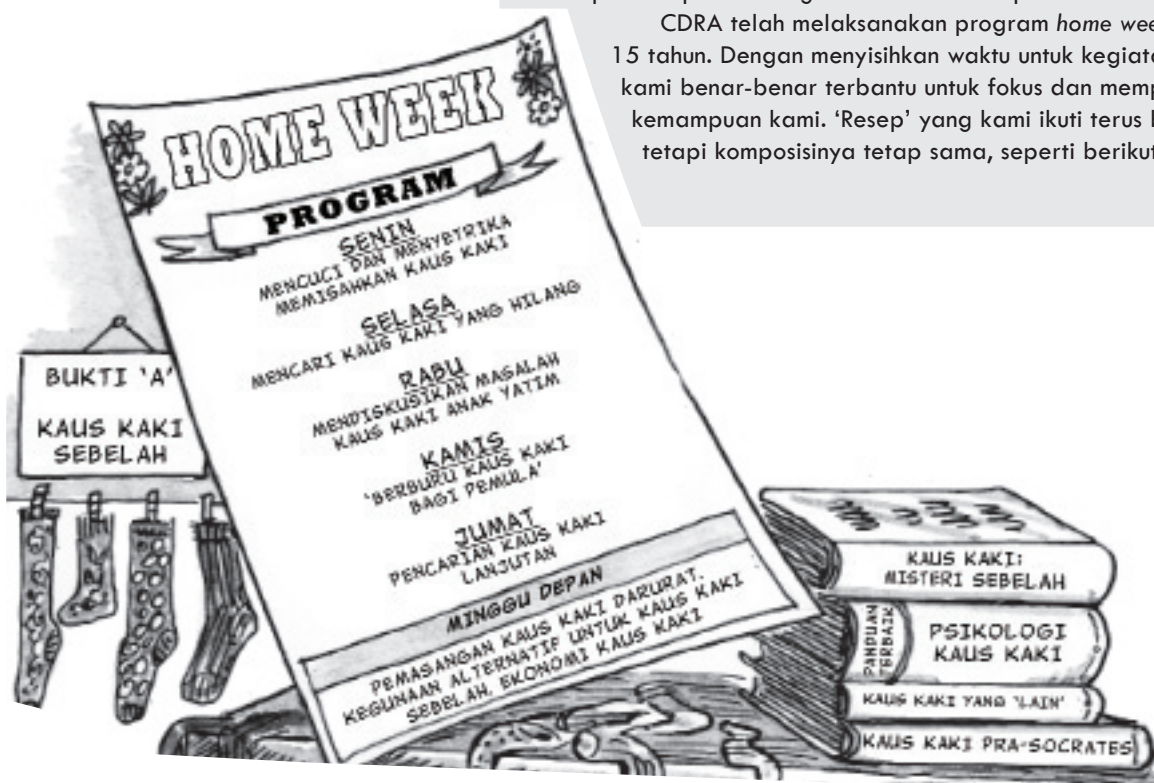 CDRA telah melaksanakan program home
15 tahun. Dengan menyisihkan waktu untuk
kami benar-benar terbantu untuk fokus dan
kemampuan kami. ‘Resep’ yang kami ikuti terus
tetapi komposisinya tetap sama, seperti berikut
HOME WEEK
PROGRAM
SENIN
MENCUCI DAN MENYETRIKA
MEMISAHKAN KAUS KAKI
SELASA
MENCARI KAUS KAKI YANG HILANG
RABU
MENDISKUSIKAN MASALAH
KAUS KAKI ANAK YATIM
KAMIS
‘BERBURU KAUS KAKI
BAGI PEMULA’
JUMAT
PENCARIAN KAUS KAKI
LANJUTAN
MINGGU DEPAN
PEMASANGAN KAUS KAKI DARURAT,
KEGUNAAN ALTERNATIF UNTUK KAUS KAKI
SEBELAH, EKONOMI KAUS KAKI
BUKTI ‘A’
KAUS KAKI
SEBELAH
KAUS KAKI:
MISTERI SEBELAH
PANDUAN
TERBAIK
PSIKOLOGI
KAUS KAKI
KAUS KAKI YANG ‘LAIN’
KAUS KAKI PRA-SOCRATES